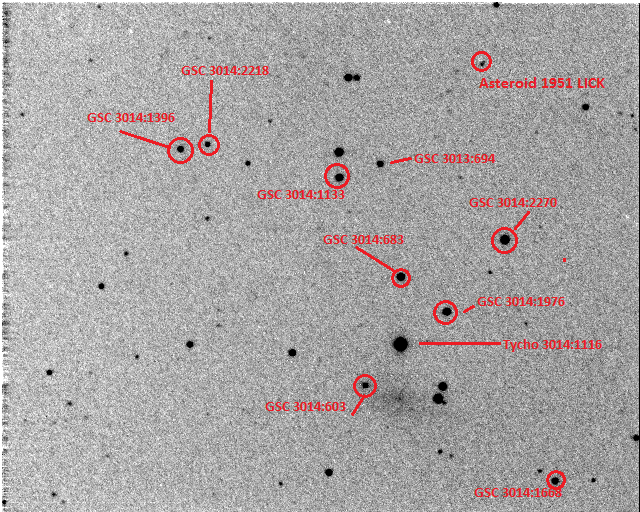 GSC 3014:2218
Asteroid 1951 LICK
GSC 3014:1396
GSC 3013:694
GSC 3014:1133
GSC 3014:2270
GSC 3014:683
GSC 3014:1976
Tycho 3014:1116
GSC 3014:603
GSC 3014:1668